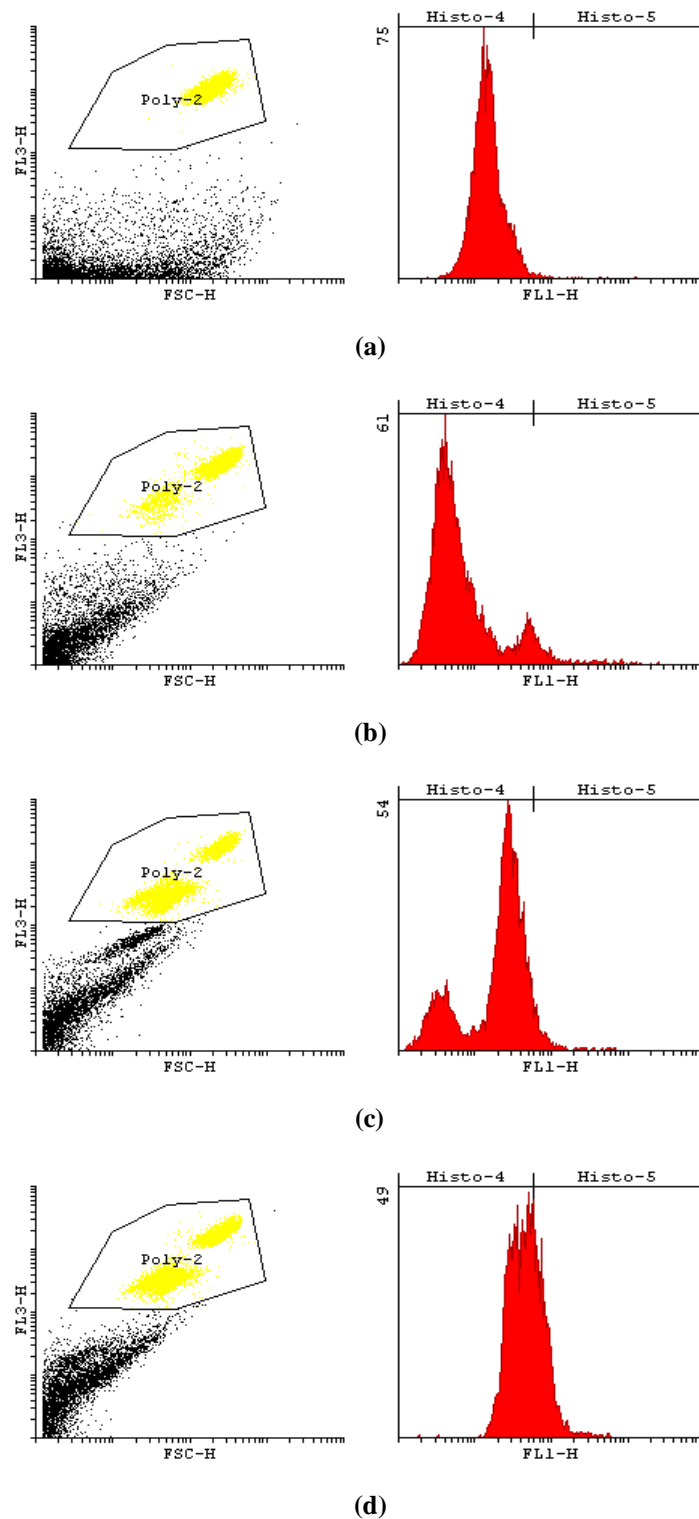 Histo-4 Histo-5
75
FL3-H
Poly-2
FSC-H
FL1-H
(a)
Histo-4 Histo-5
61
FL3-H
Poly-2
FSC-H
FL1-H
(b)
Histo-4 Histo-5
54
FL3-H
Poly-2
FSC-H
FL1-H
(c)
Histo-4 Histo-5
49
FL3-H
Poly-2
FSC-H
FL1-H
(d)